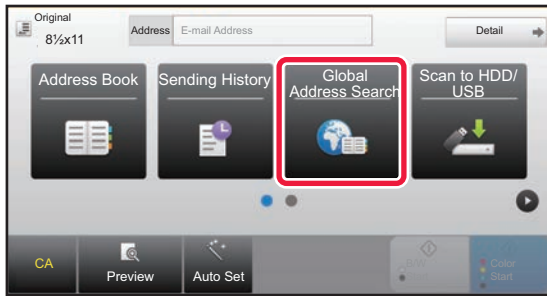 Original
8½x11
Address
E-mail Address
Detail
Address Book
Sending History
Global
Address Search
Scan to HDD/
USB
CA
Preview
Auto Set
B/W
Start
Color
Start